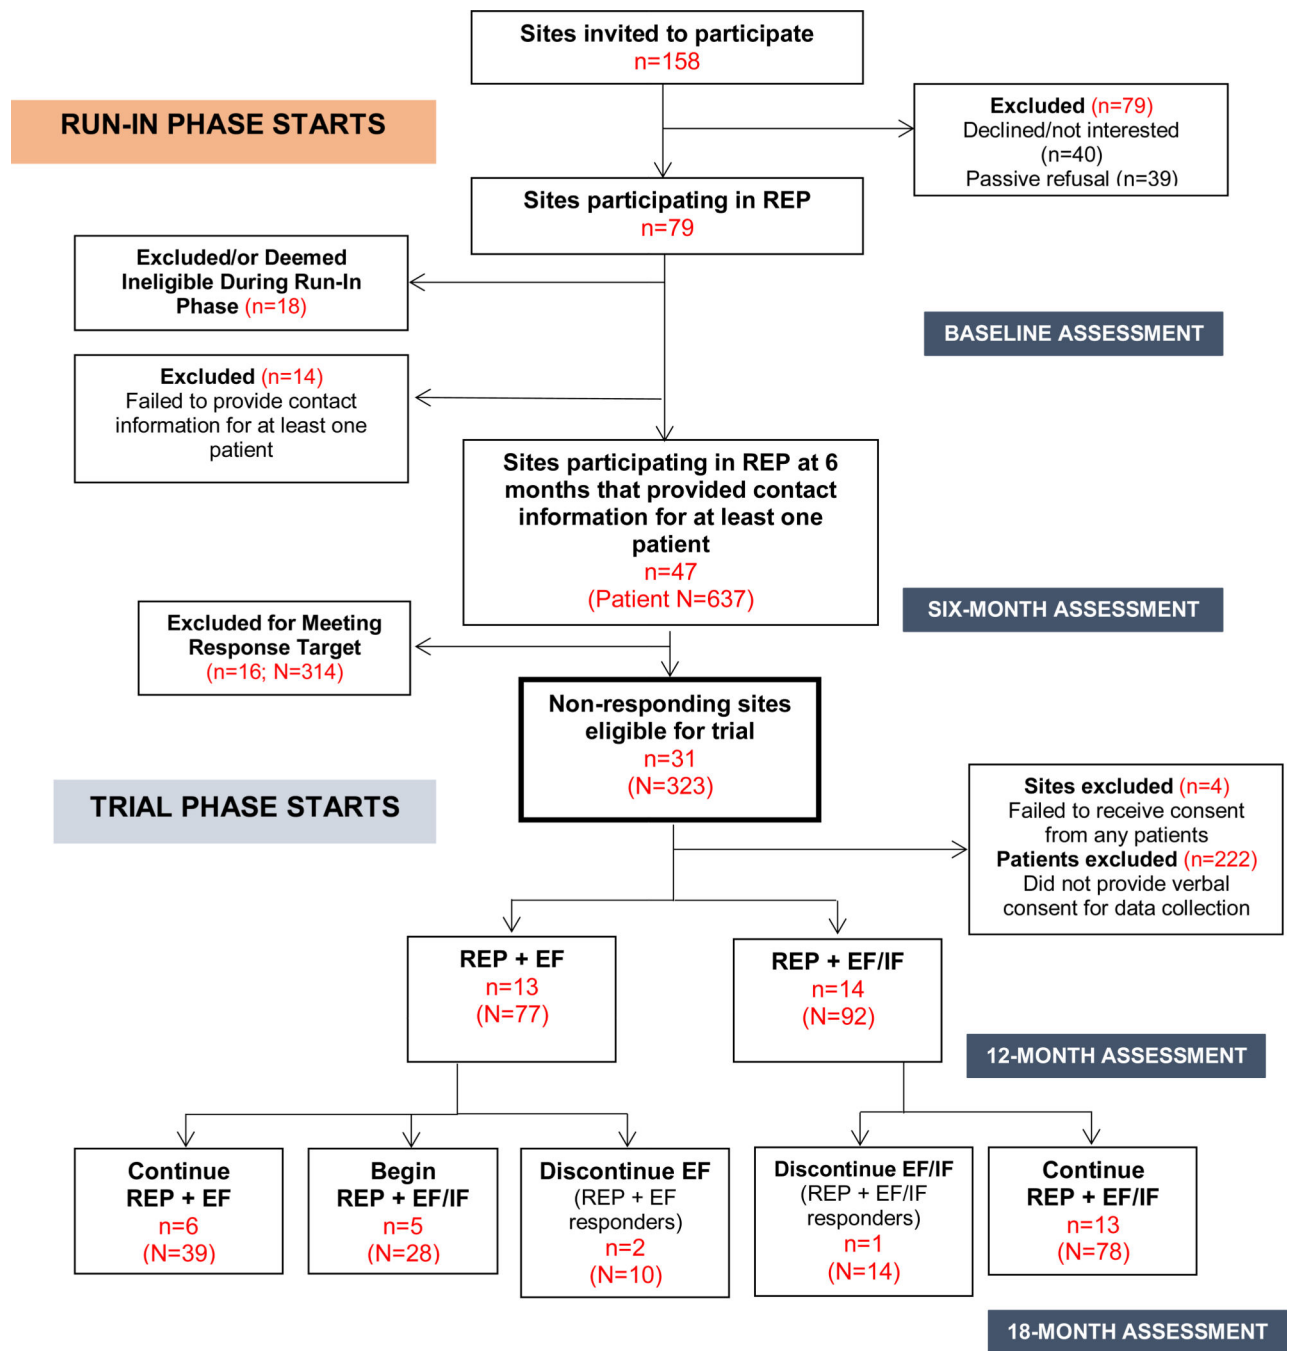 Sites invited to participate
n=158
RUN-IN PHASE STARTS
Excluded (n=79)
Declined/not interested
(n=40)
Passive refusal (n=39)
Sites participating in REP
n=79
Excluded/or Deemed
Ineligible During Run-In
Phase (n=18)
BASELINE ASSESSMENT
Excluded (n=14)
Failed to provide contact
information for at least one
patient
Sites participating in REP at 6
months that provided contact
information for at least one
patient
n=47
(Patient N=637)
SIX-MONTH ASSESSMENT
Excluded for Meeting
Response Target
(n=16; N=314)
Non-responding sites
eligible for trial
n=31
(N=323)
TRIAL PHASE STARTS
Sites excluded (n=4)
Failed to receive consent
from any patients
Patients excluded (n=222)
Did not provide verbal
consent for data collection
REP + EF
n=13
(N=77)
REP + EF/IF
n=14
(N=92)
12-MONTH ASSESSMENT
Continue
REP + EF
n=6
(N=39)
Begin
REP + EF/IF
n=5
(N=28)
Discontinue EF
(REP + EF
responders)
n=2
(N=10)
Discontinue EF/IF
(REP + EF/IF
responders)
n=1
(N=14)
Continue
REP + EF/IF
n=13
(N=78)
18-MONTH ASSESSMENT